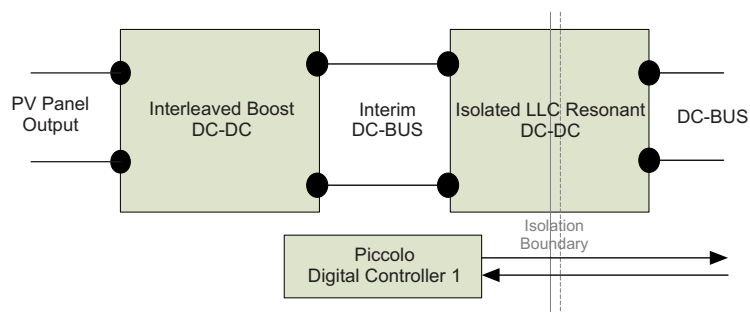 PV Panel
Output
Interleaved Boost
DC-DC
Interim
DC-BUS
Isolated LLC Resonant
DC-DC
DC-BUS
Isolation
Boundary
Piccolo
Digital Controller 1